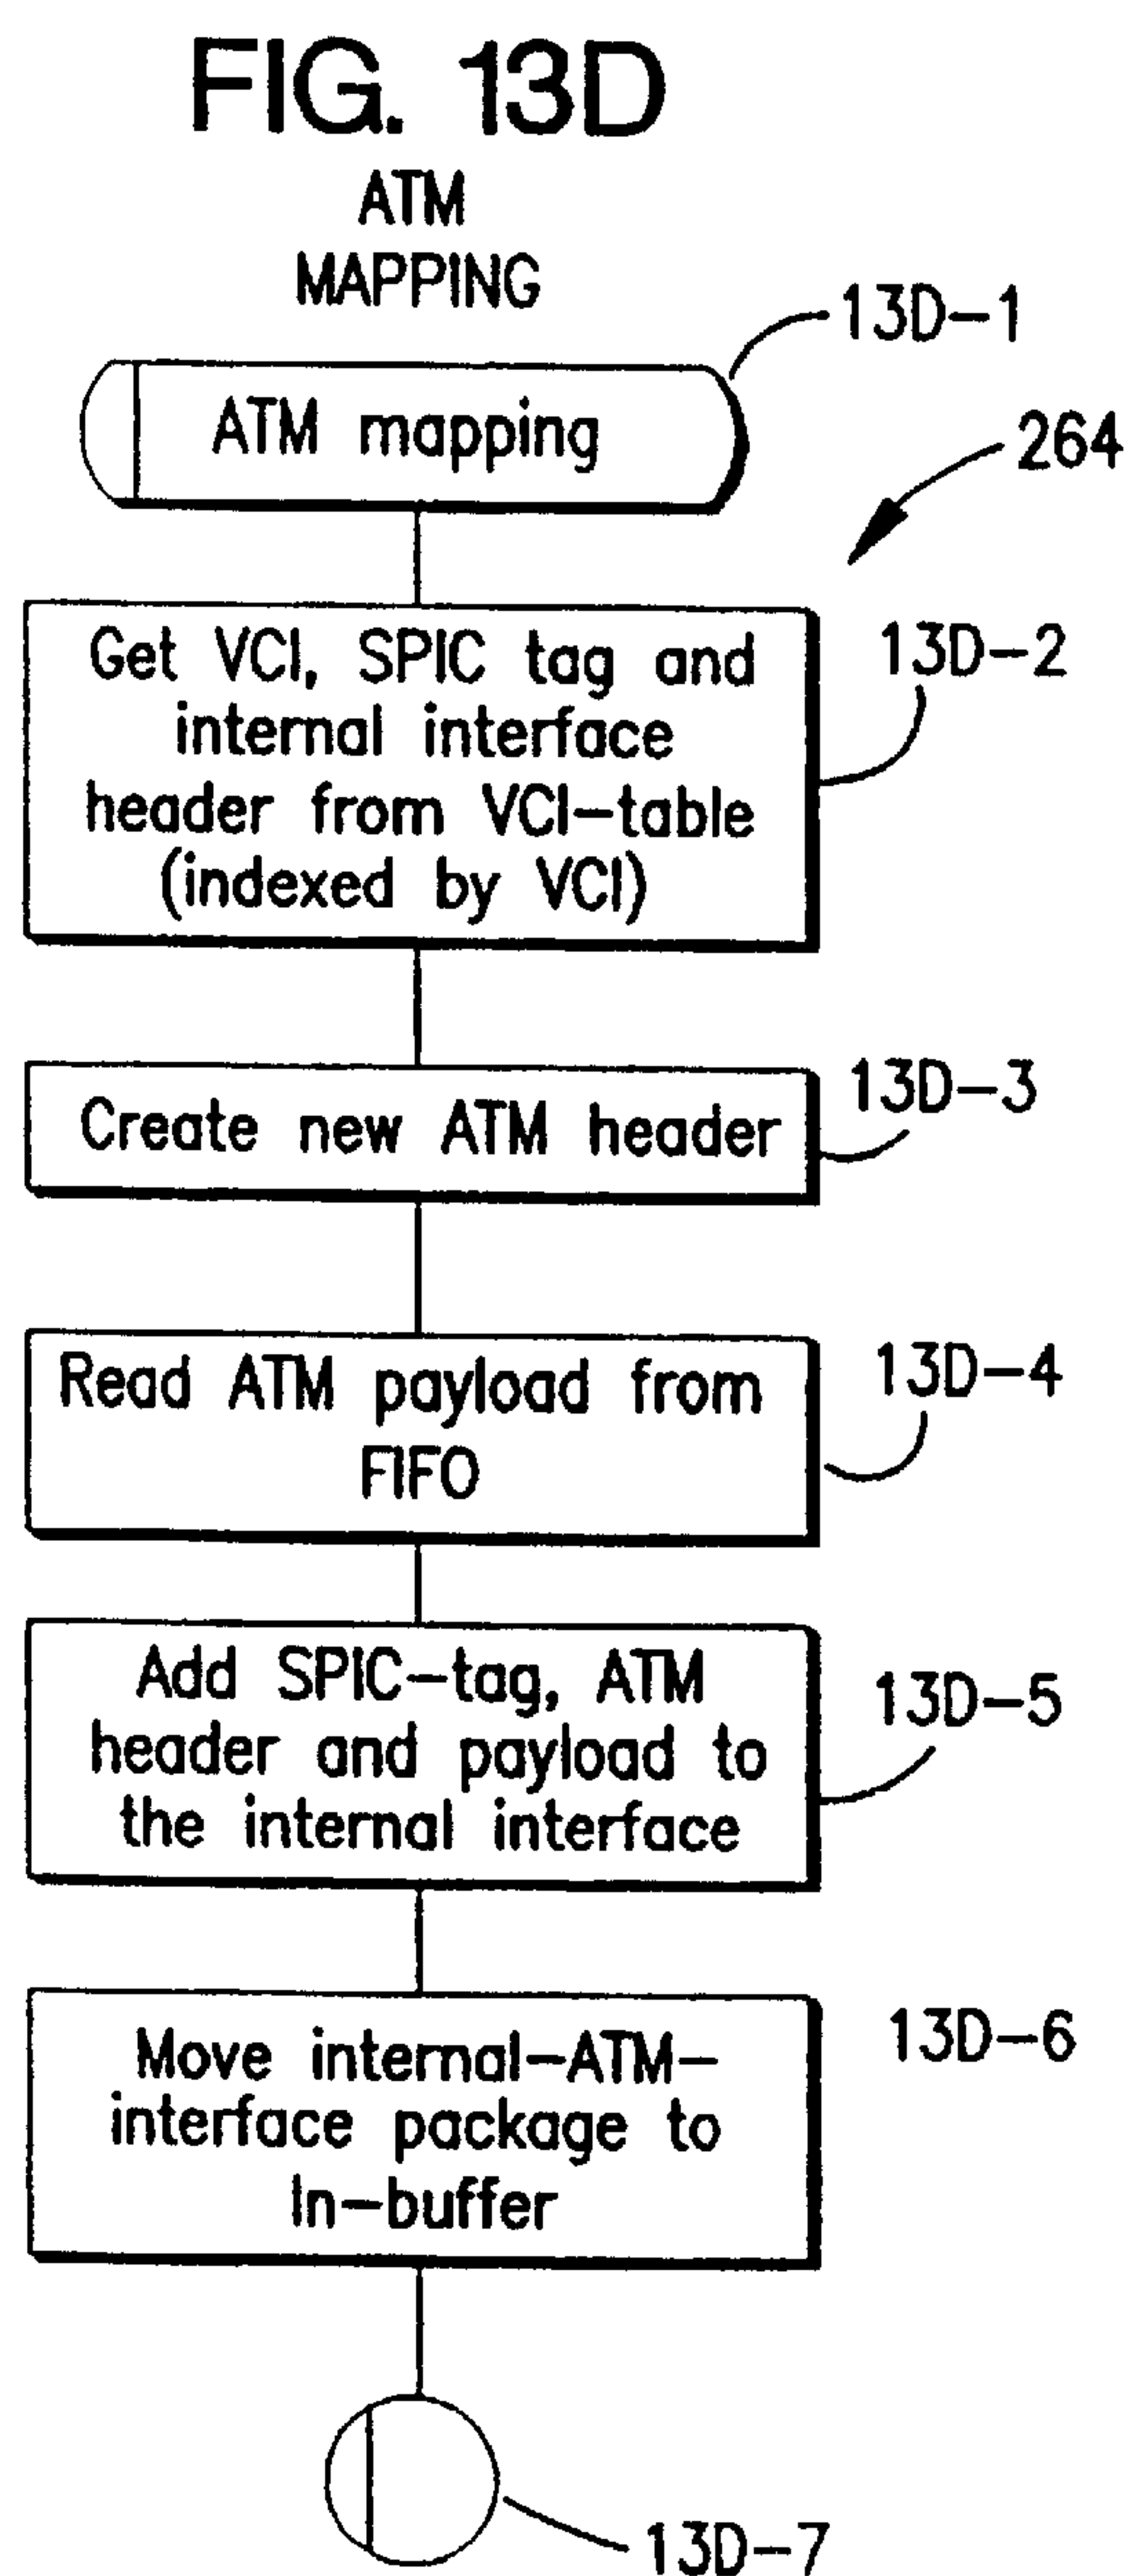 FIG. 13D
ATM
MAPPING
13D-1
ATM mapping
264
Get VCI, SPIC tag and
internal interface
header from VCI-table
(indexed by VCI)
13D-2
Create new ATM header
13D-3
Read ATM payload from
FIFO
13D-4
Add SPIC-tag, ATM
header and payload to
the internal interface
13D-5
Move internal-ATM-
interface package to
In-buffer
13D-6
13D-7